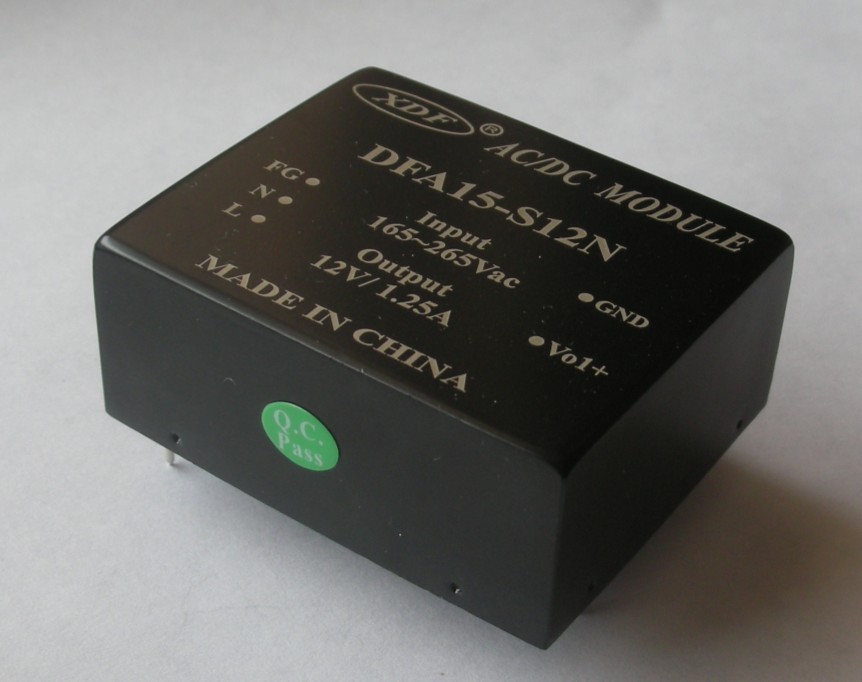 XDF ® AC/DC MODULE
DFA15-S12N
FG
N
L
Input
165~265Vac
Output
12V/1.25A
GND
Vo1+
MADE IN CHINA
Q.C.
Pass